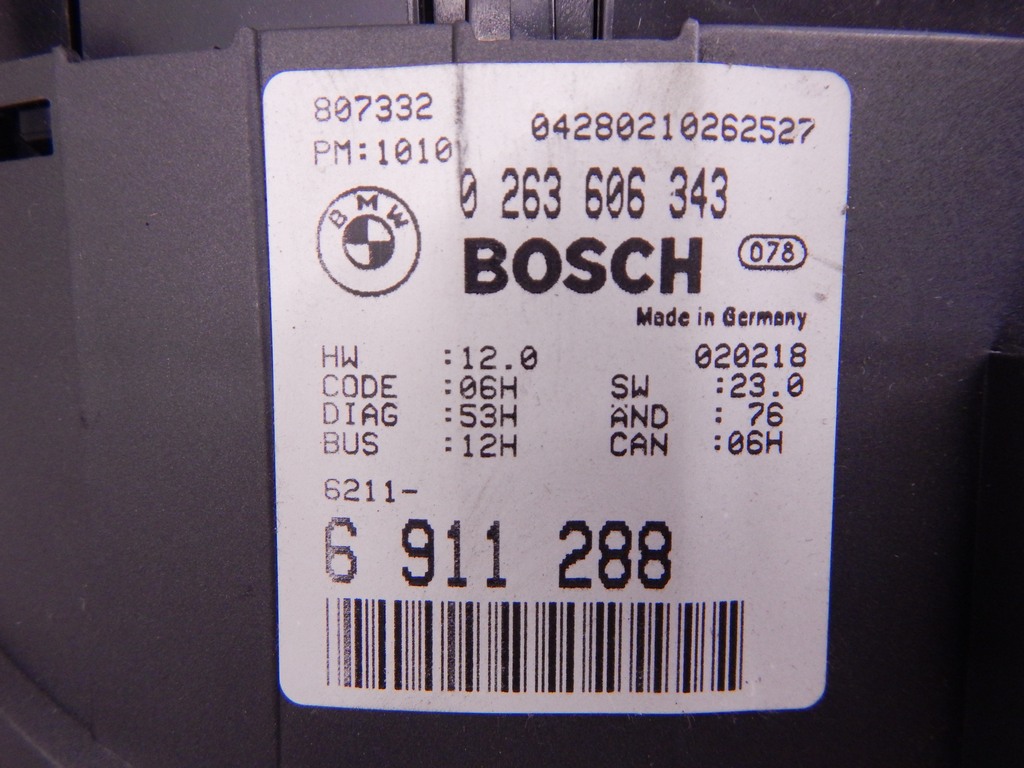 807332
04280210262527
PM:1010
0 263 606 343
BMW
BOSCH
078
Made in Germany
HW :12.0 020218
CODE :06H SW :23.0
DIAG :53H ÄND : 76
BUS :12H CAN :06H
6211-
6 911 288